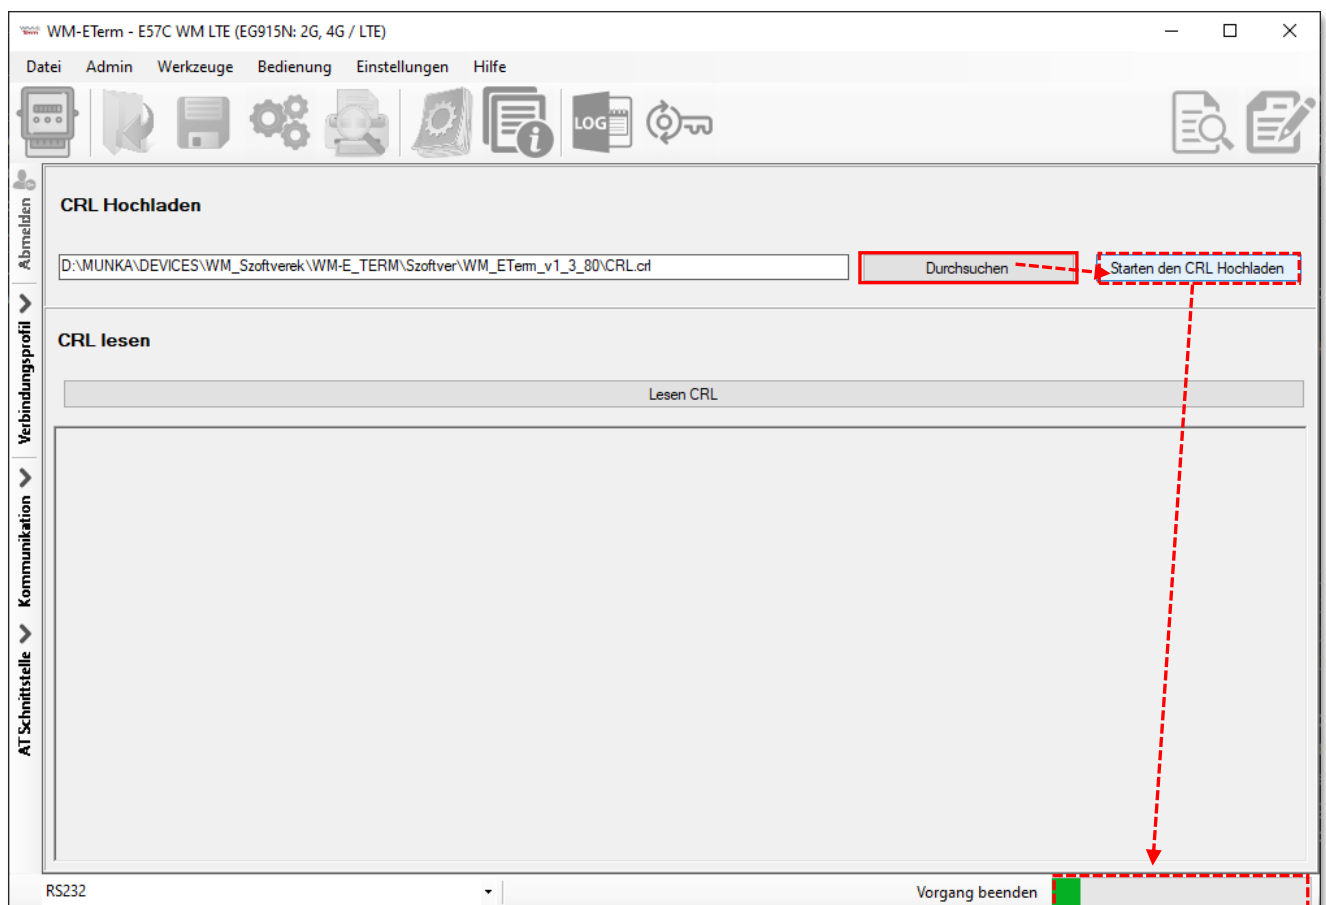 WM-ETerm - E57C WM LTE (EG915N: 2G, 4G / LTE)
Datei Admin Werkzeuge Bedienung Einstellungen Hilfe
LOG
Abmelden
Verbindungsprofil
Kommunikation
AT Schnittstelle
CRL Hochladen
D:\MUNKA\DEVICES\WM_Szoftverek\WM-E_TERM\Szoftver\WM_ETerm_v1_3_80\CRL.crl
Durchsuchen
Starten den CRL Hochladen
CRL lesen
Lesen CRL
RS232
Vorgang beenden